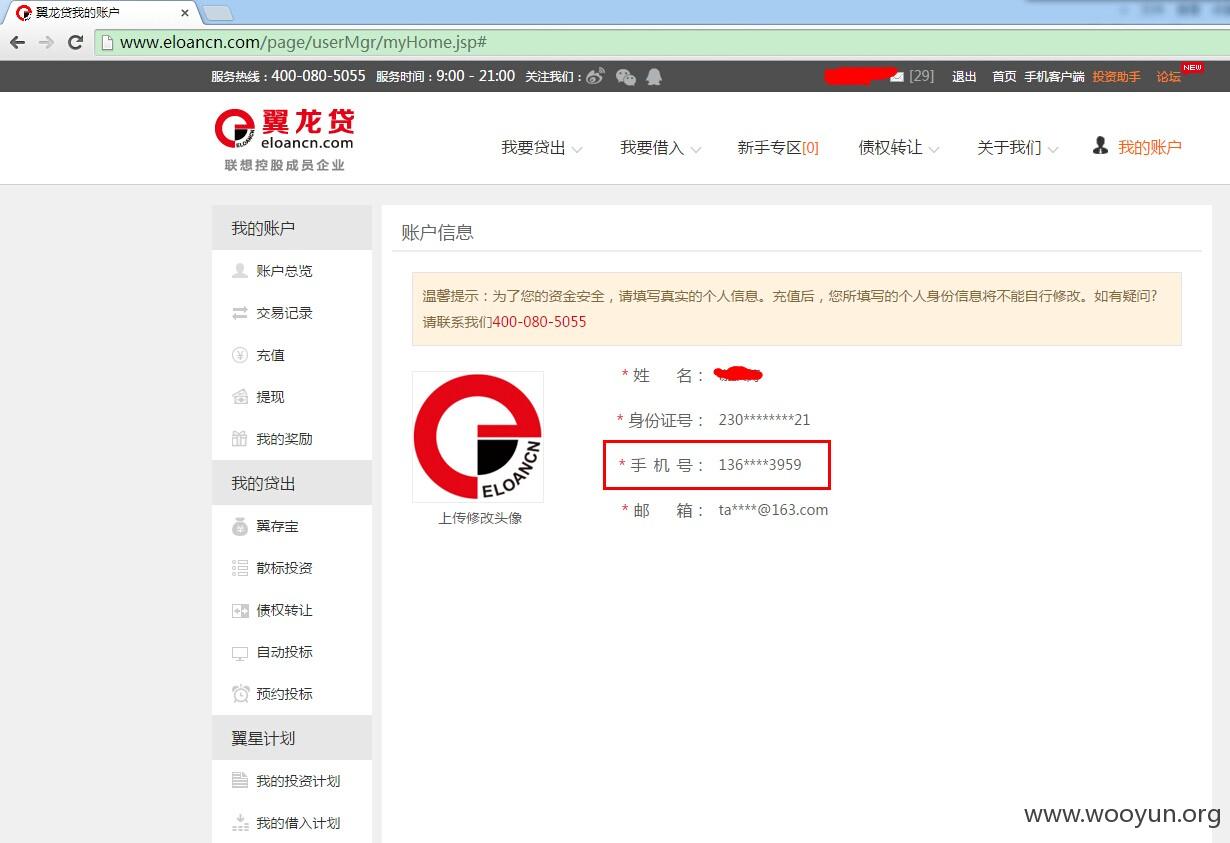 翼龙贷我的账户
www.eloancn.com/page/userMgr/myHome.jsp#
服务热线：400-080-5055 服务时间：9:00 - 21:00 关注我们： [29] 退出 首页 手机客户端 投资助手 论坛 NEW
翼龙贷
eloancn.com
联想控股成员企业
我要贷出 我要借入 新手专区[0] 债权转让 关于我们 我的账户
我的账户
账户总览
交易记录
充值
提现
我的奖励
我的贷出
翼存宝
散标投资
债权转让
自动投标
预约投标
翼星计划
我的投资计划
我的借入计划
账户信息
温馨提示：为了您的资金安全，请填写真实的个人信息。充值后，您所填写的个人身份信息将不能自行修改。如有疑问?
请联系我们400-080-5055
ELOANCN
上传修改头像
* 姓 名：
* 身份证号： 230********21
* 手 机 号： 136****3959
* 邮 箱： ta****@163.com
www.wooyun.org